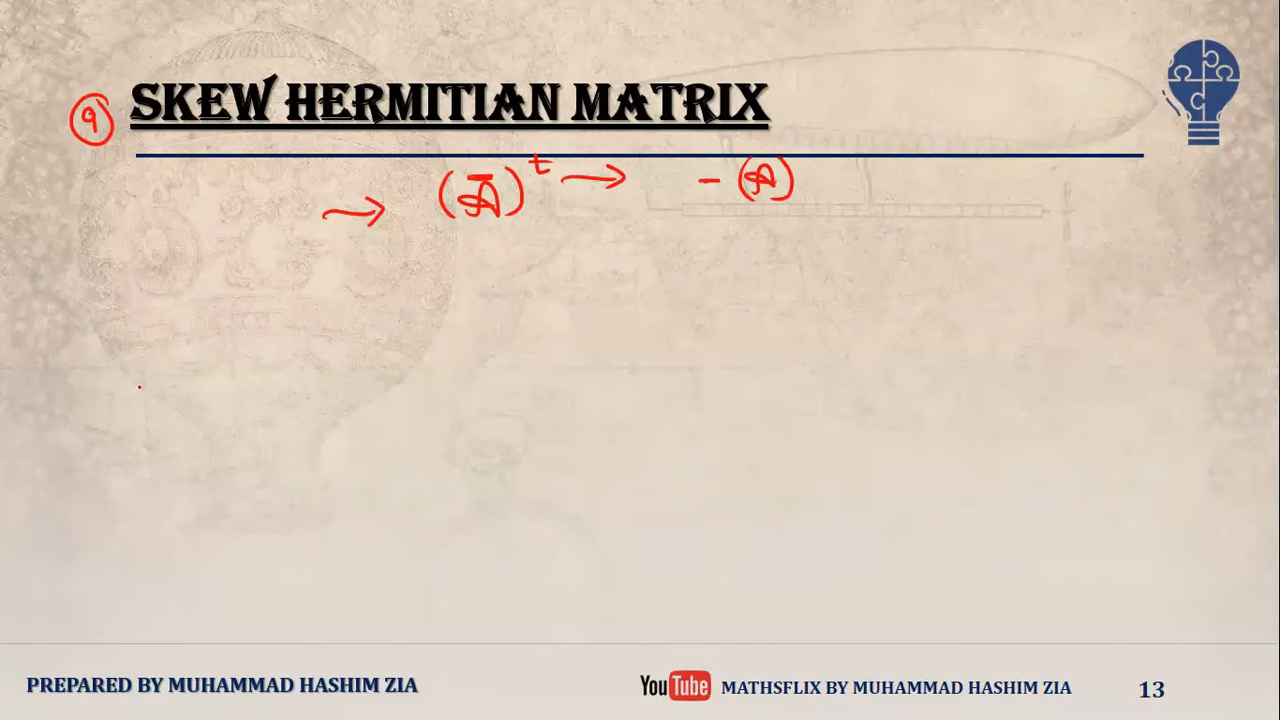 9 SKEW HERMITIAN MATRIX
→ (Ā)ᵗ → - (A)
PREPARED BY MUHAMMAD HASHIM ZIA
YouTube MATHSFLIX BY MUHAMMAD HASHIM ZIA 13